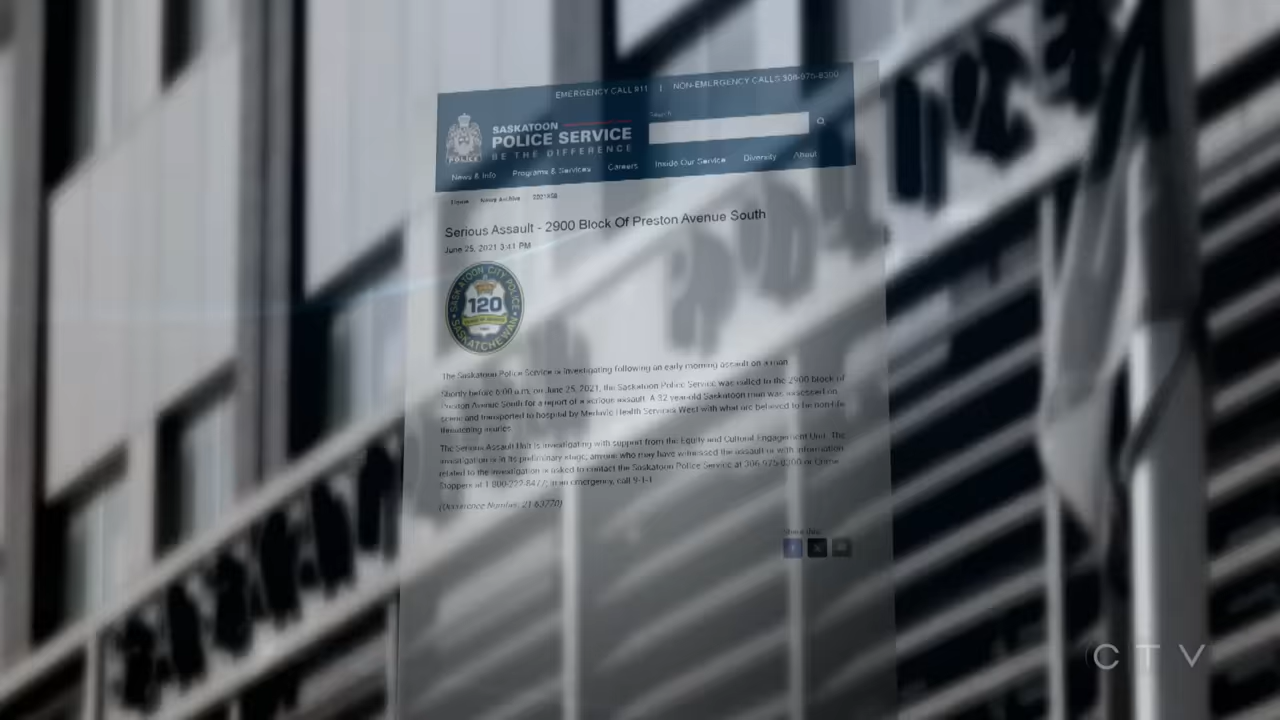 EMERGENCY CALL 911 | NON-EMERGENCY CALLS 306-975-8300
SASKATOON
POLICE SERVICE
BE THE DIFFERENCE
POLICE
Search
News & Info Programs & Services Careers Inside Our Service Diversity About
Home News Archive
Serious Assault - 2900 Block Of Preston Avenue South
June 25, 2021 3:41 PM
SASKATOON CITY POLICE
120
SASKATCHEWAN
The Saskatoon Police Service is investigating following an early morning assault on a man.
Shortly before 6:00 a.m. on June 25, 2021, the Saskatoon Police Service was called to the 2900 block of
Preston Avenue South for a report of a serious assault. A 32 year-old Saskatoon man was assessed on
scene and transported to hospital by Medavie Health Services West with what are believed to be non-life
threatening injuries.
The Serious Assault Unit is investigating with support from the Equity and Cultural Engagement Unit. The
investigation is in its preliminary stage; anyone who may have witnessed the assault or with information
related to the investigation is asked to contact the Saskatoon Police Service at 306-975-8300 or Crime
Stoppers at 1-800-222-8477; in an emergency, call 9-1-1.
(Occurrence Number: 21-63770)
Share this:
CTV